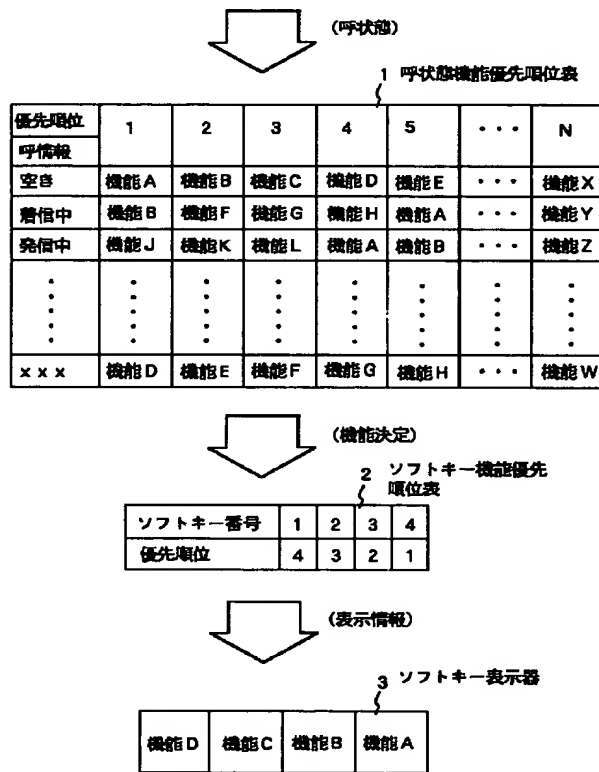 (呼状態)
1 呼状態機能優先順位表
優先順位 1 2 3 4 5 ・・・ N
呼情報
空き 機能A 機能B 機能C 機能D 機能E ・・・ 機能X
着信中 機能B 機能F 機能G 機能H 機能A ・・・ 機能Y
発信中 機能J 機能K 機能L 機能A 機能B ・・・ 機能Z
××× 機能D 機能E 機能F 機能G 機能H ・・・ 機能W
(機能決定)
2 ソフトキー機能優先
順位表
ソフトキー番号 1 2 3 4
優先順位 4 3 2 1
(表示情報)
3 ソフトキー表示器
機能D 機能C 機能B 機能A